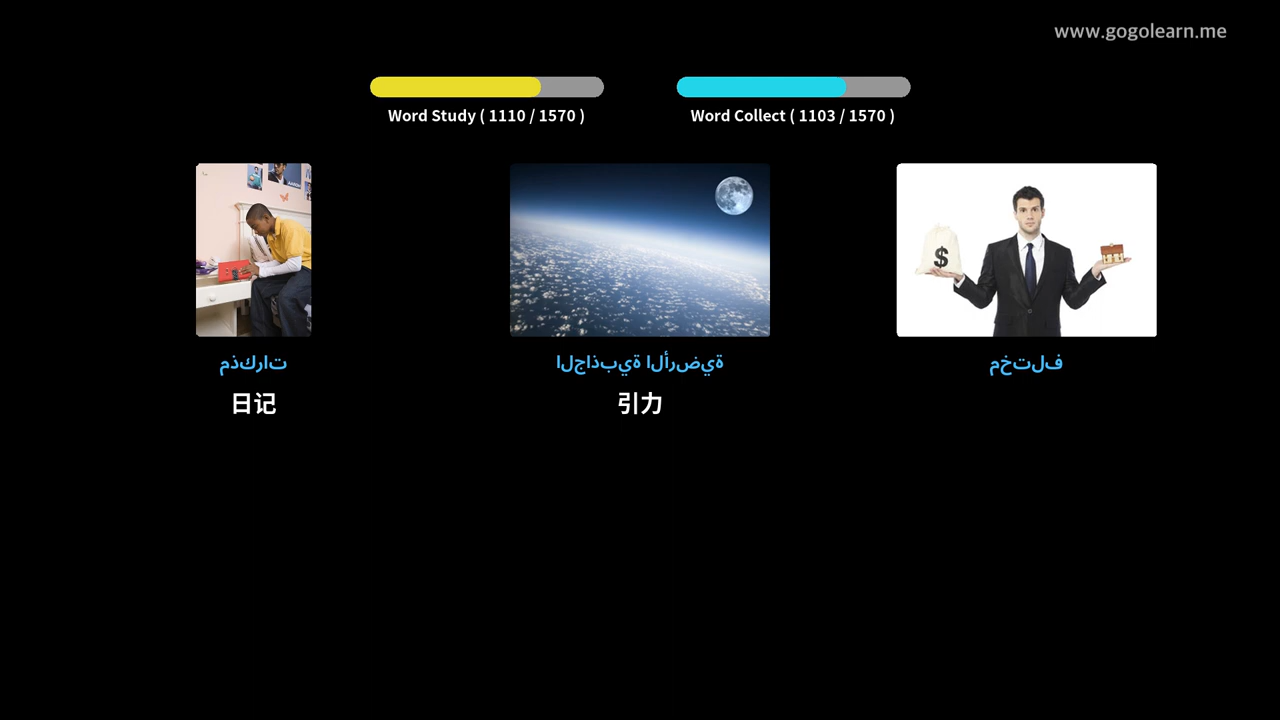 www.gogolearn.me
Word Study ( 1110 / 1570 )
Word Collect ( 1103 / 1570 )
مذكرات
الجاذبية الأرضية
مختلف
日记
引力
$